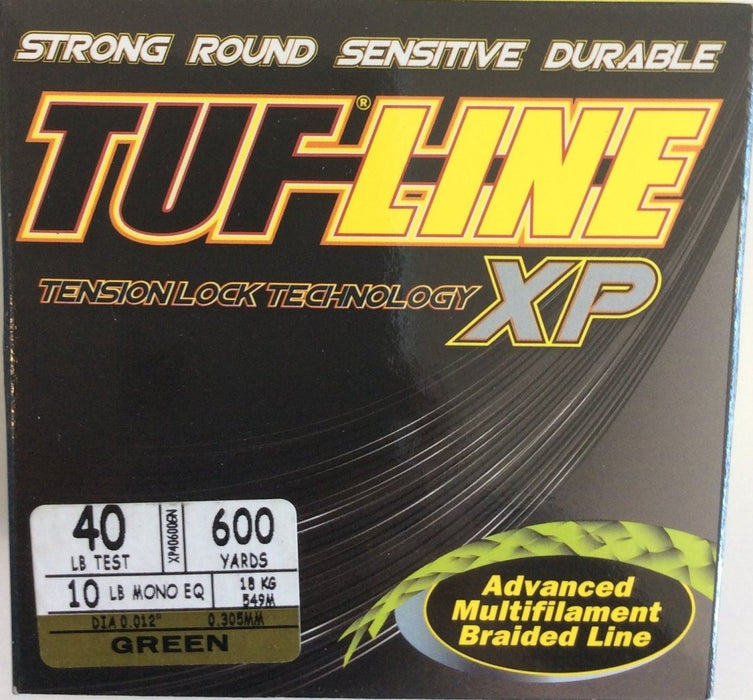 STRONG ROUND SENSITIVE DURABLE
TUF-LINE®
XP
TENSION LOCK TECHNOLOGY
40
LB TEST
XP40600GN
600
YARDS
10 LB MONO EQ
18 KG
549M
DIA 0.012" 0.305MM
GREEN
Advanced
Multifilament
Braided Line